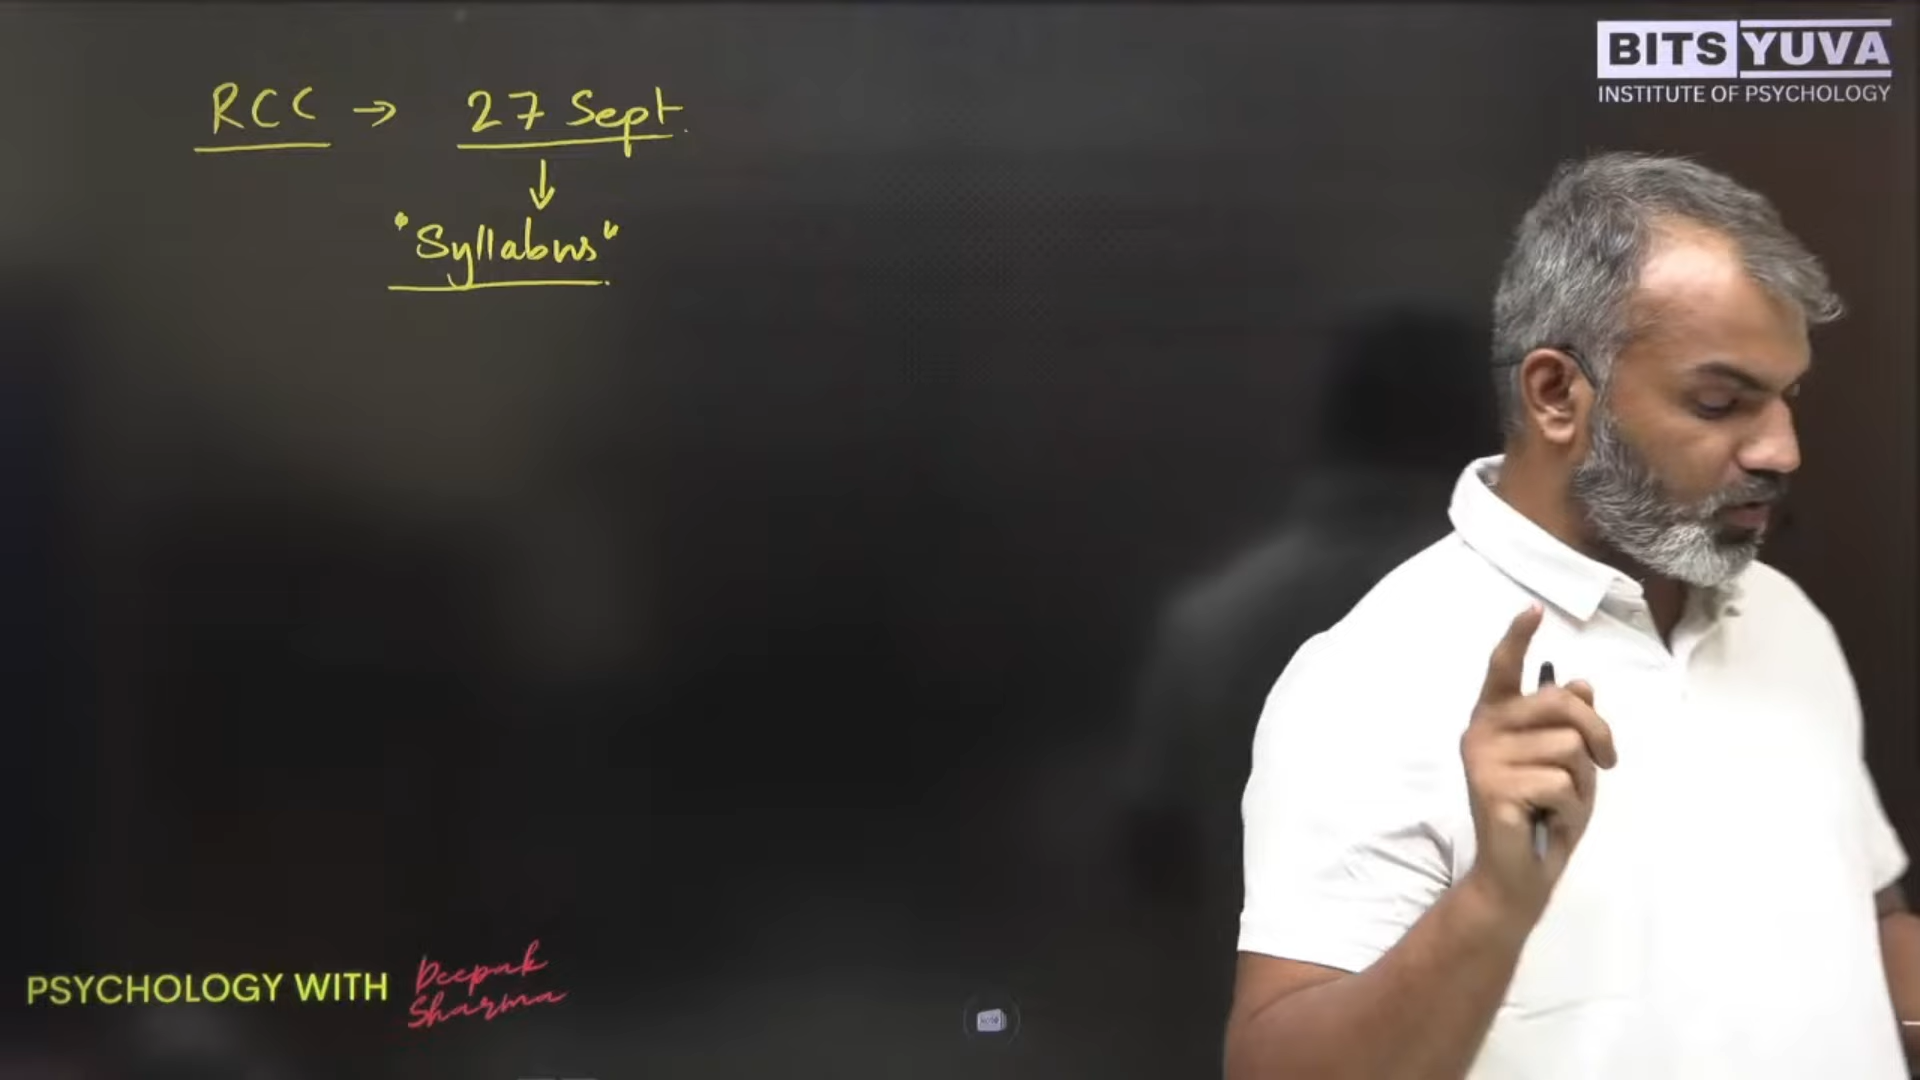 RCC → 27 Sept.
↓
"Syllabus"
BITS YUVA
INSTITUTE OF PSYCHOLOGY
PSYCHOLOGY WITH Deepak Sharma